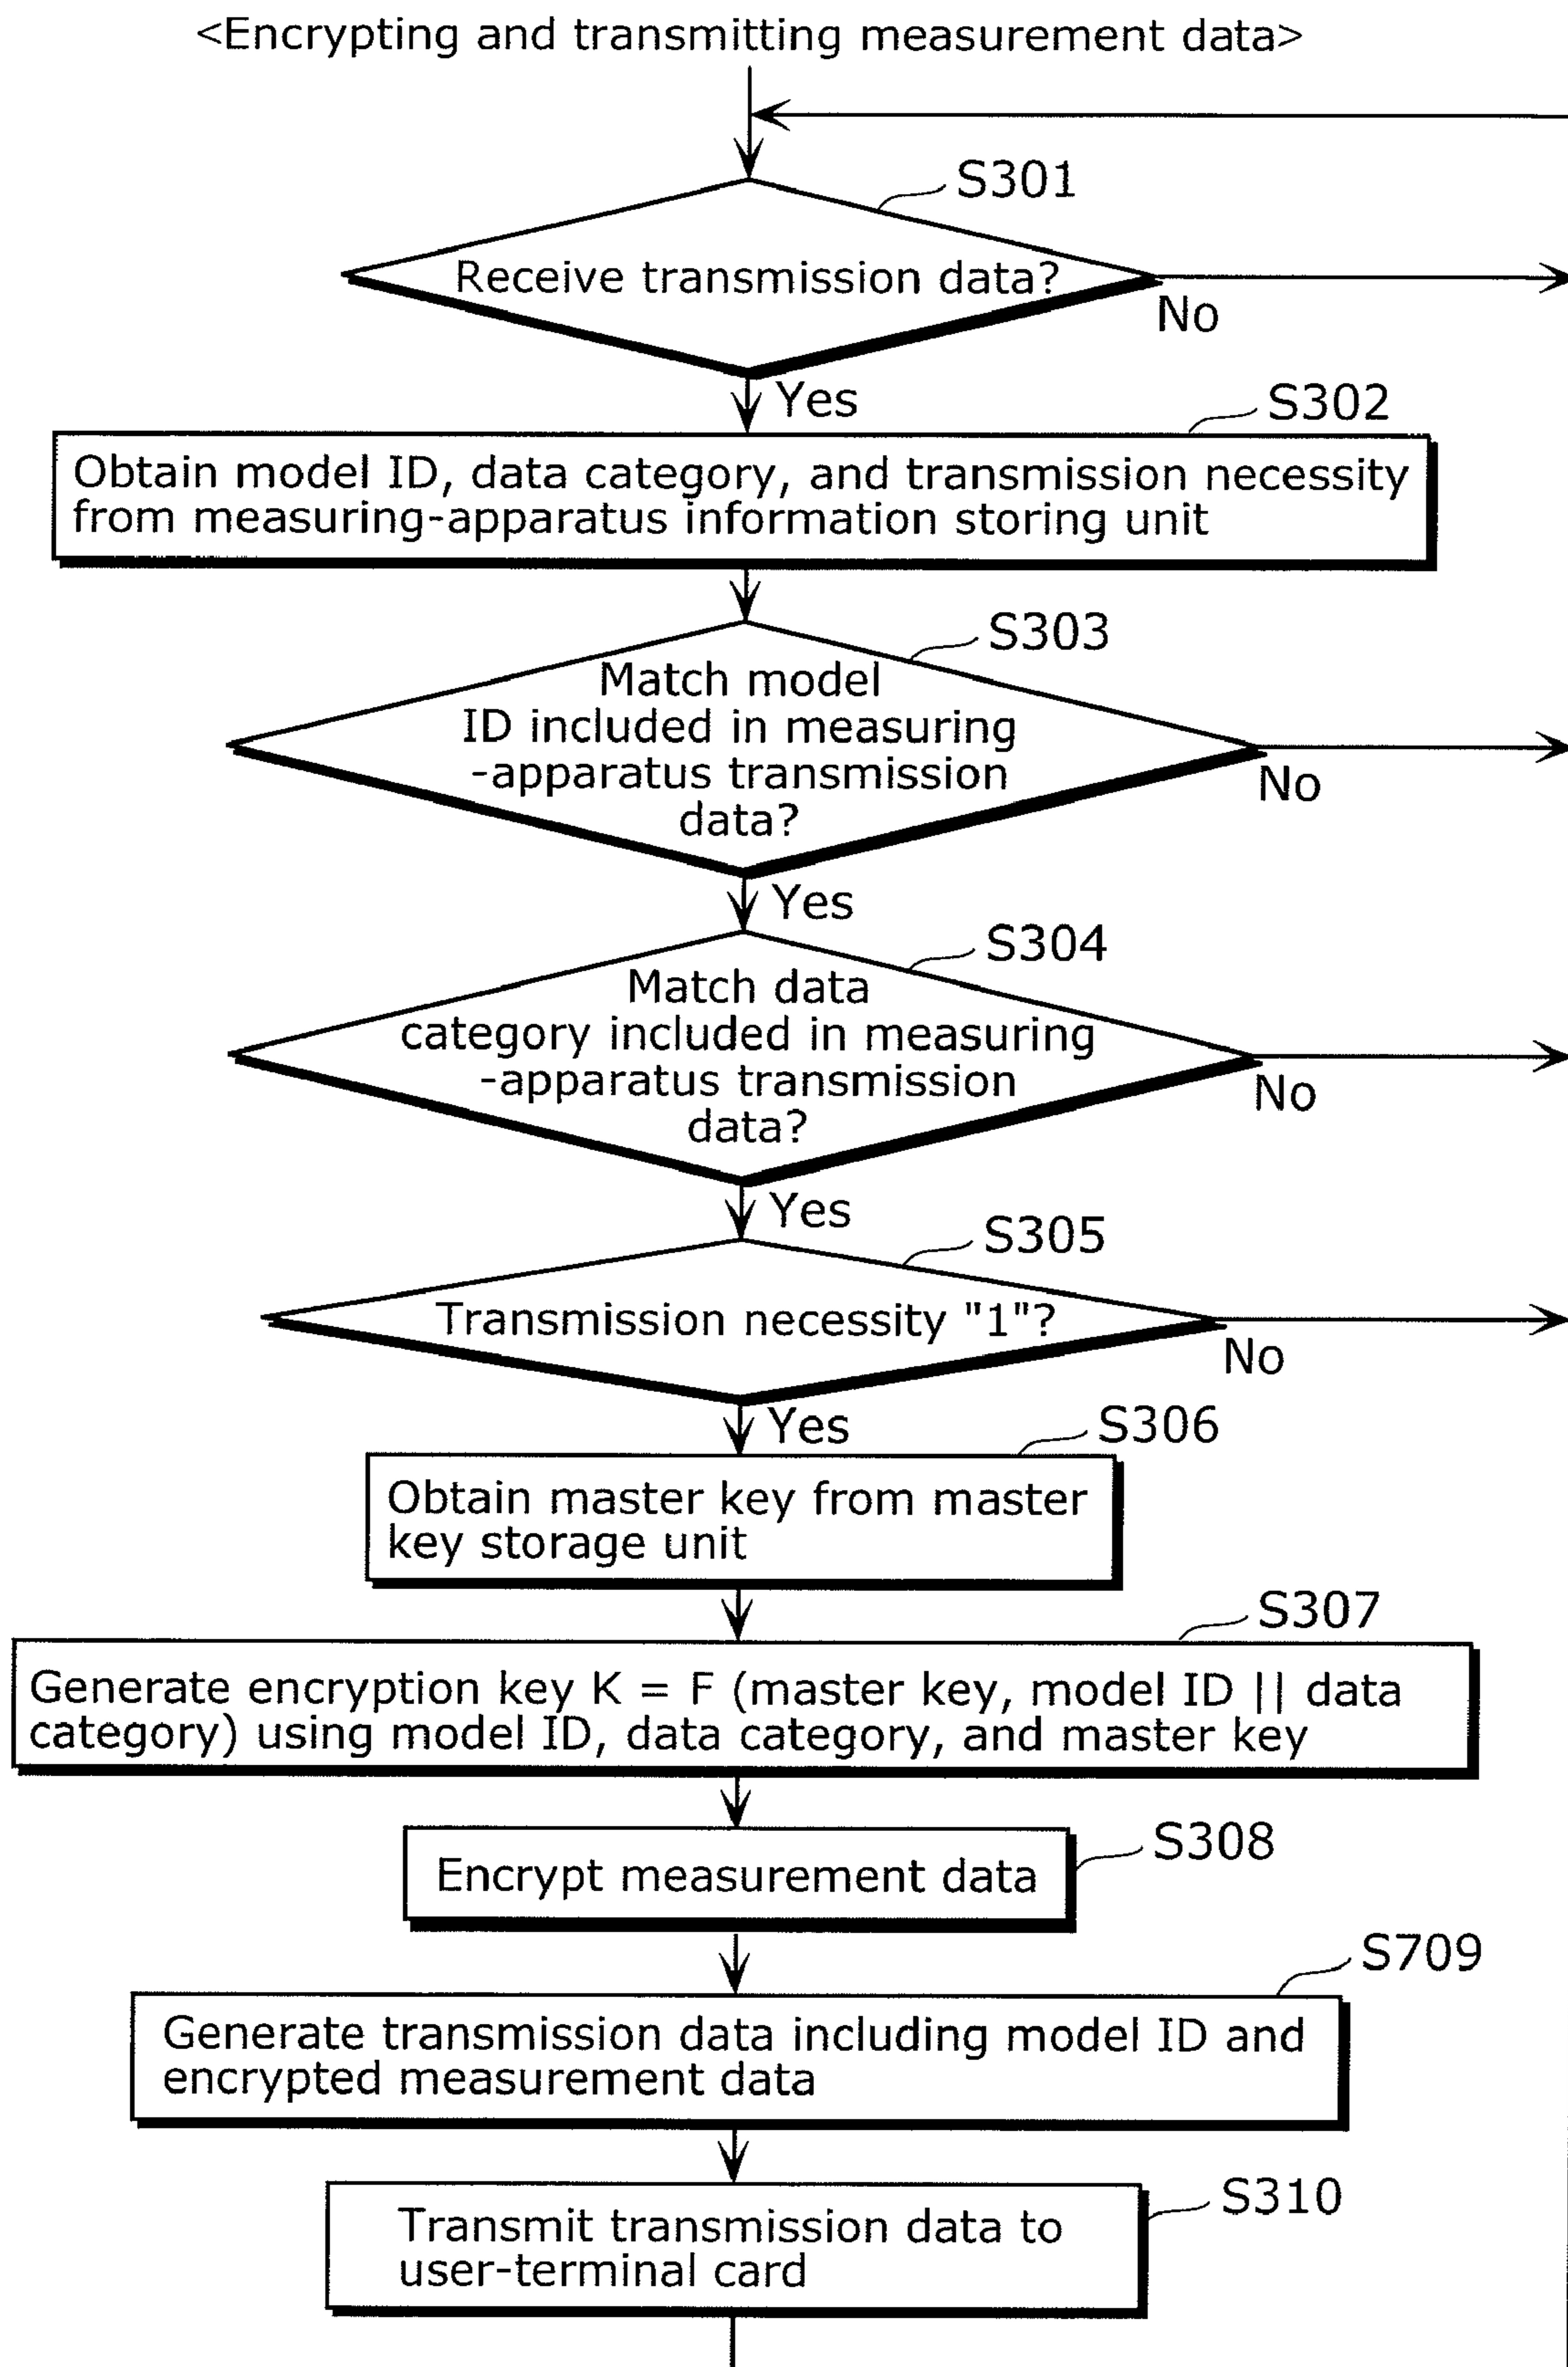 <Encrypting and transmitting measurement data>
S301
Receive transmission data?
No
Yes
S302
Obtain model ID, data category, and transmission necessity
from measuring-apparatus information storing unit
S303
Match model
ID included in measuring
-apparatus transmission
data?
No
Yes
S304
Match data
category included in measuring
-apparatus transmission
data?
No
Yes
S305
Transmission necessity "1"?
No
Yes
S306
Obtain master key from master
key storage unit
S307
Generate encryption key K = F (master key, model ID || data
category) using model ID, data category, and master key
S308
Encrypt measurement data
S709
Generate transmission data including model ID and
encrypted measurement data
S310
Transmit transmission data to
user-terminal card